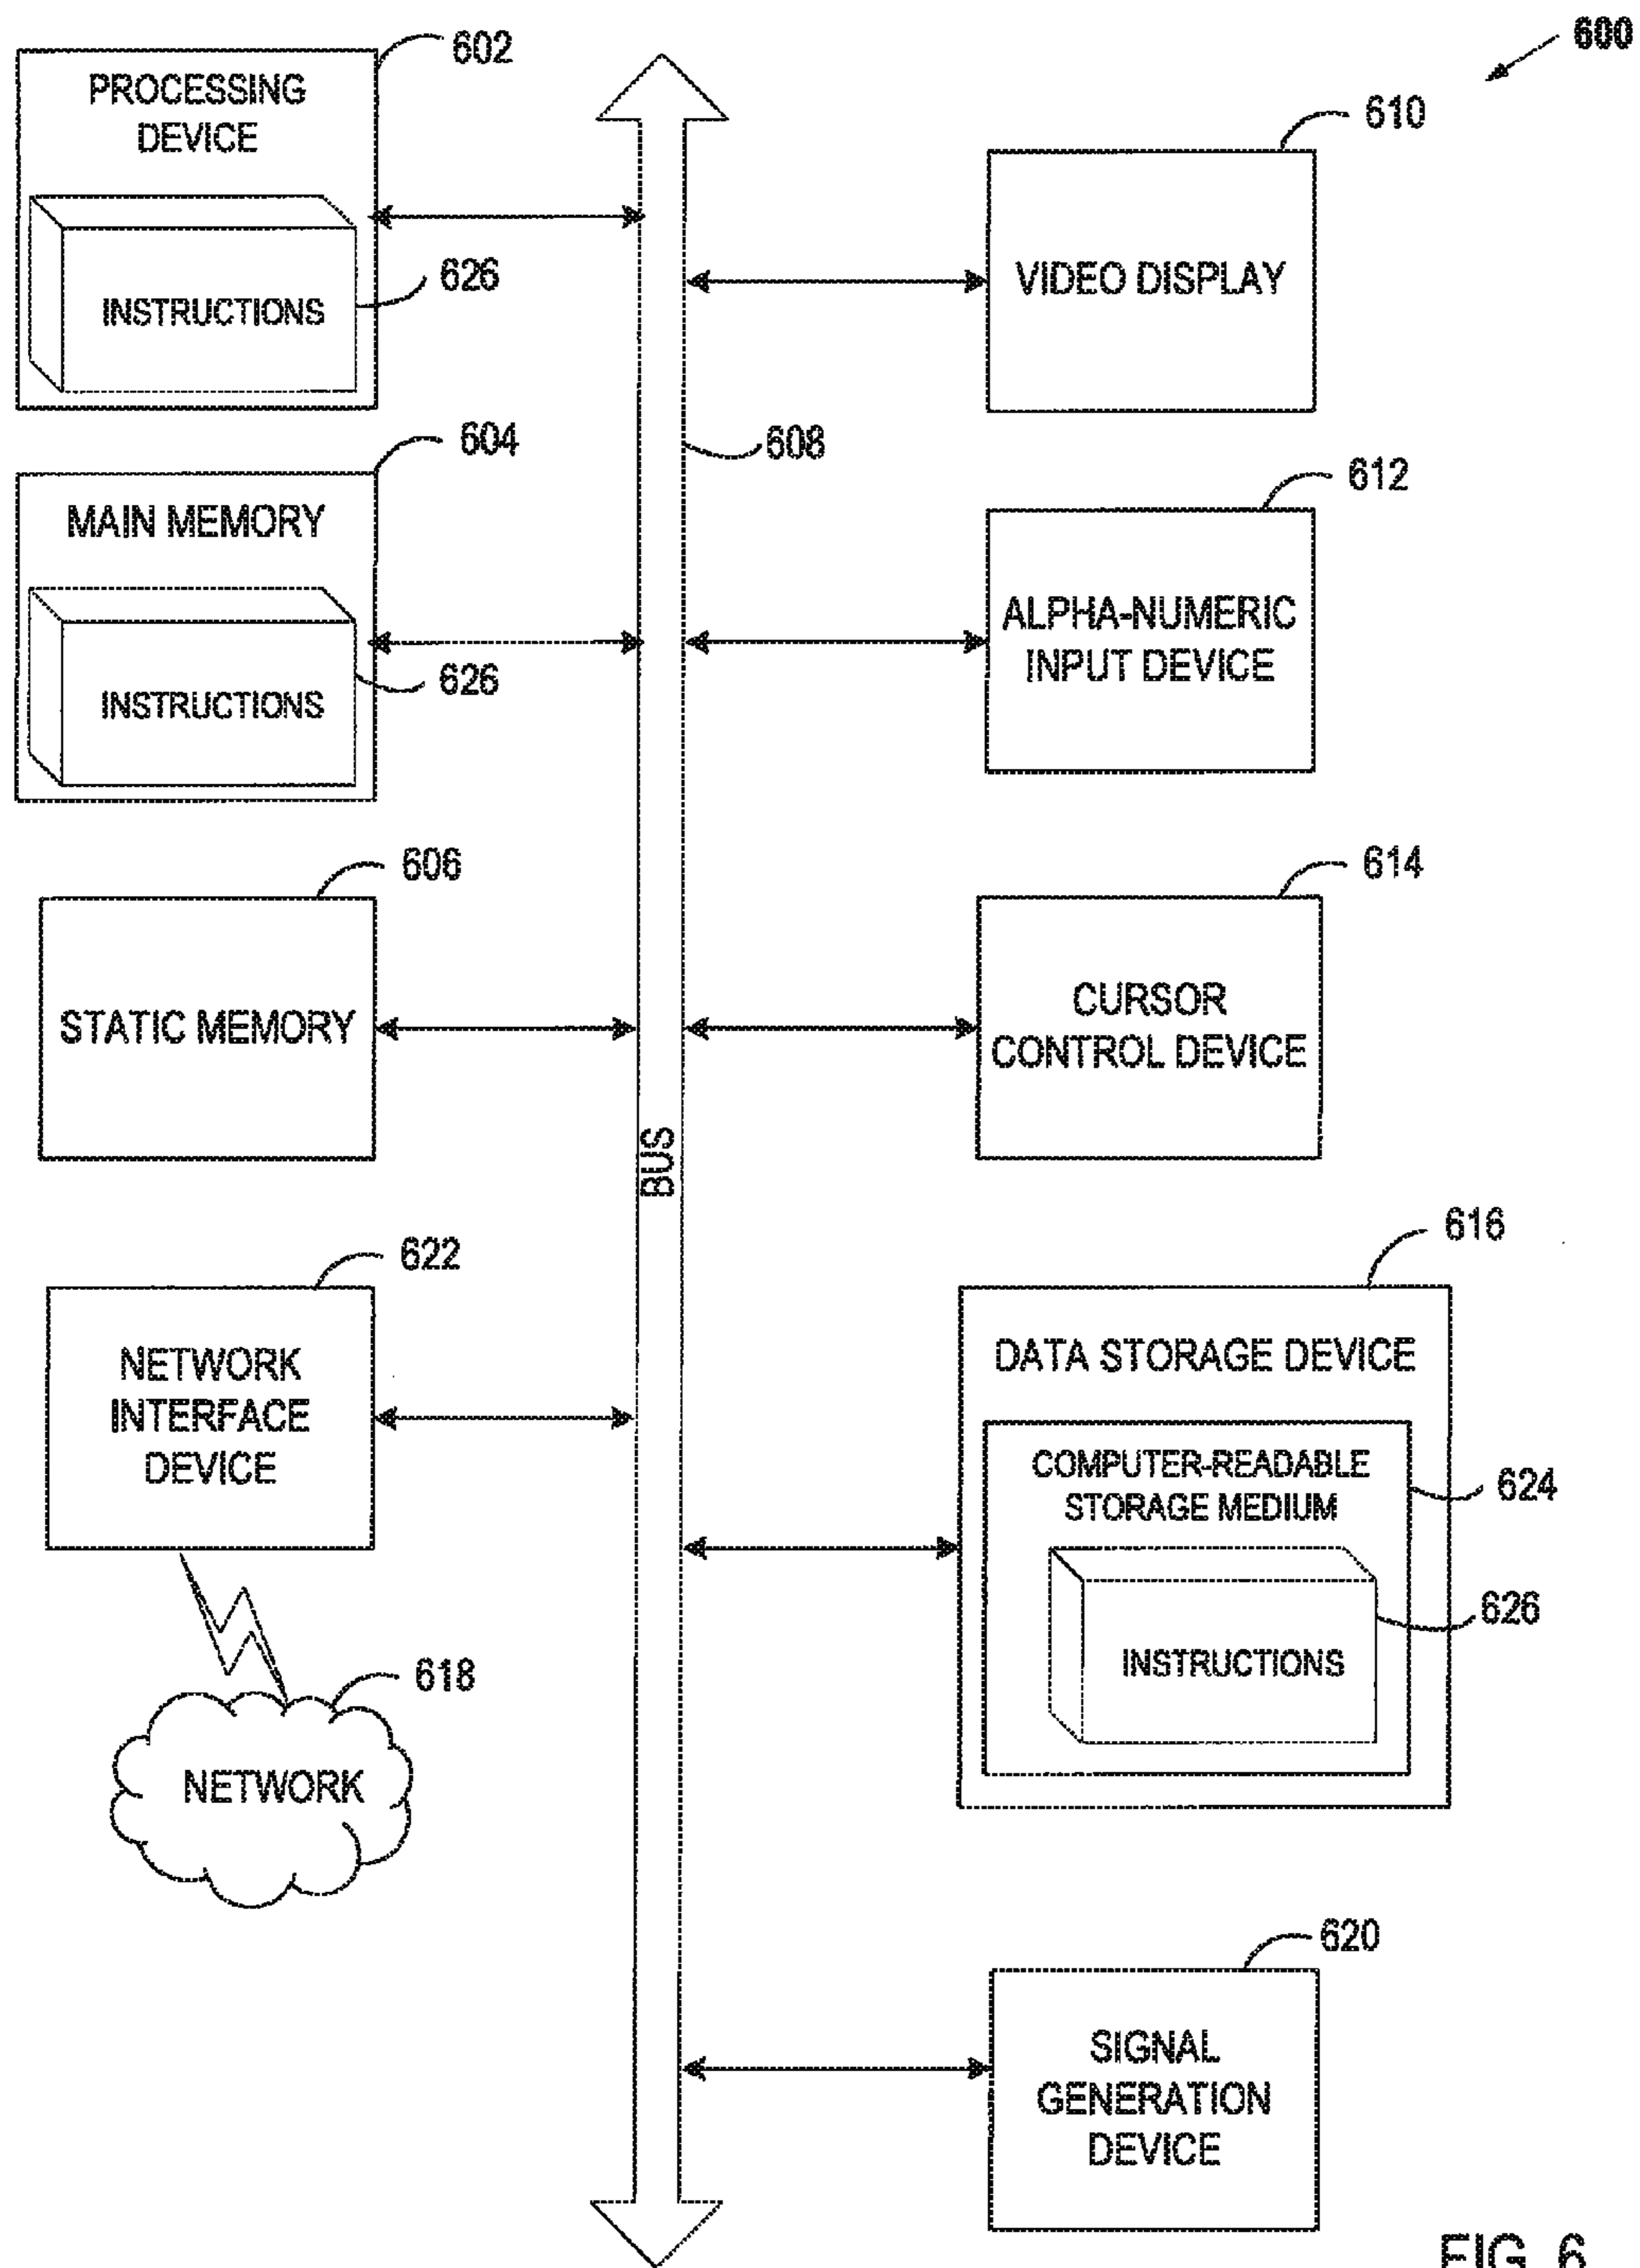 600
602
PROCESSING
DEVICE
626
INSTRUCTIONS
610
VIDEO DISPLAY
604
MAIN MEMORY
626
INSTRUCTIONS
608
612
ALPHA-NUMERIC
INPUT DEVICE
606
STATIC MEMORY
614
CURSOR
CONTROL DEVICE
BUS
622
NETWORK
INTERFACE
DEVICE
616
DATA STORAGE DEVICE
COMPUTER-READABLE
STORAGE MEDIUM
624
626
INSTRUCTIONS
618
NETWORK
620
SIGNAL
GENERATION
DEVICE
FIG. 6